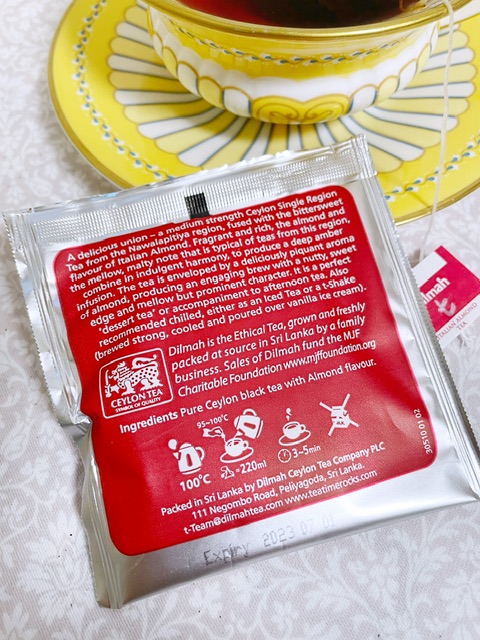 A delicious union – a medium strength Ceylon Single Region
Tea from the Nawalapitiya region, fused with the bittersweet
flavour of Italian Almond. Fragrant and rich, the almond and
the mellow, malty note that is typical of teas from this region,
combine in indulgent harmony, to produce a deep amber
infusion. The tea is enveloped by a deliciously piquant aroma
of almond, producing an engaging brew with a nutty, sweet
edge and mellow but prominent character. It is a perfect
'dessert tea' or accompaniment to afternoon tea. Also
recommended chilled, either as an Iced Tea or a t-Shake
(brewed strong, cooled and poured over vanilla ice cream).
Dilmah is the Ethical Tea, grown and freshly
packed at source in Sri Lanka by a family
business. Sales of Dilmah fund the MJF
Charitable Foundation www.mjffoundation.org
CEYLON TEA
SYMBOL OF QUALITY
Ingredients Pure Ceylon black tea with Almond flavour.
95–100°C
100°C
≈220ml
3–5min
30510 01 02
Packed in Sri Lanka by Dilmah Ceylon Tea Company PLC
111 Negombo Road, Peliyagoda, Sri Lanka.
t-Team@dilmahtea.com www.teatimerocks.com
Expiry 2023 07 01
ITALIAN ALMOND
TEA